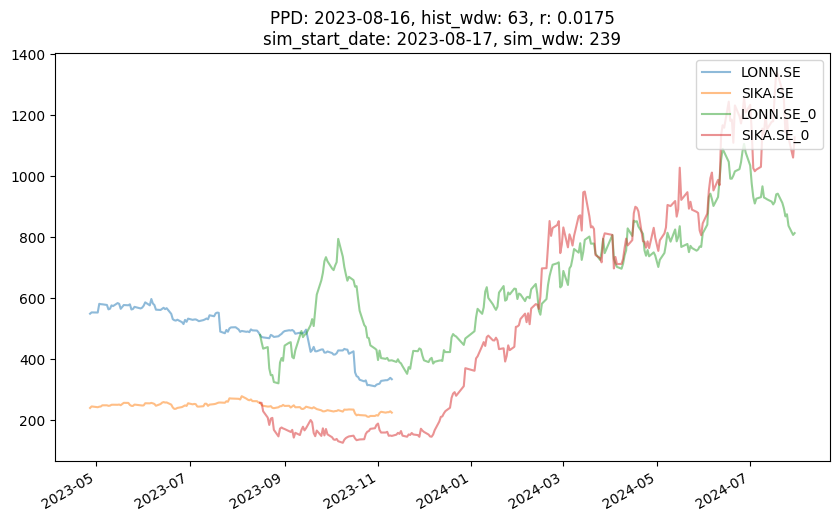 PPD: 2023-08-16, hist_wdw: 63, r: 0.0175
sim_start_date: 2023-08-17, sim_wdw: 239
1400
1200
1000
800
600
400
200
LONN.SE
SIKA.SE
LONN.SE_0
SIKA.SE_0
2023-05
2023-07
2023-09
2023-11
2024-01
2024-03
2024-05
2024-07